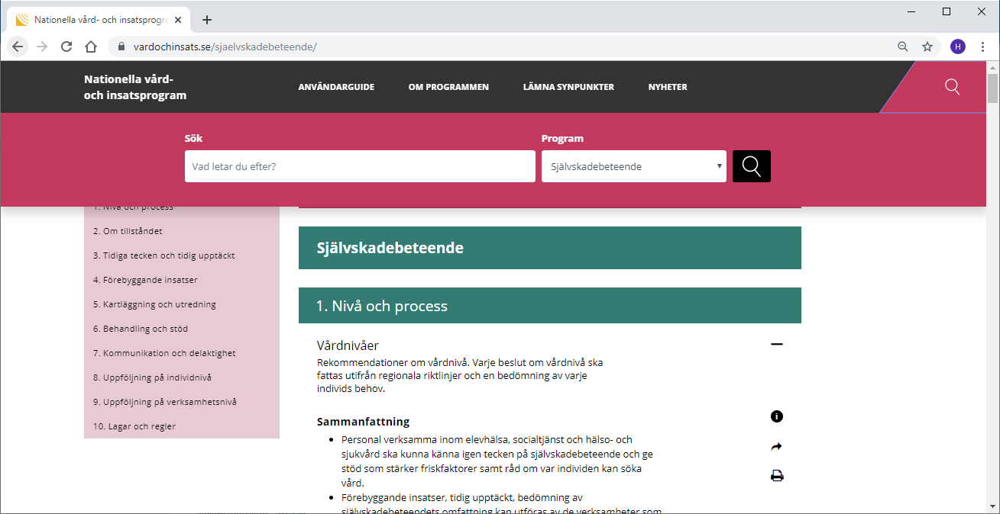 Nationella vård- och insatsprogra
vardochinsats.se/sjaelvskadebeteende/
H
Nationella vård-
och insatsprogram
ANVÄNDARGUIDE
OM PROGRAMMEN
LÄMNA SYNPUNKTER
NYHETER
Sök
Program
Vad letar du efter?
Självskadebeteende
1. Nivå och process
2. Om tillståndet
3. Tidiga tecken och tidig upptäckt
4. Förebyggande insatser
5. Kartläggning och utredning
6. Behandling och stöd
7. Kommunikation och delaktighet
8. Uppföljning på individnivå
9. Uppföljning på verksamhetsnivå
10. Lagar och regler
Självskadebeteende
1. Nivå och process
Vårdnivåer
Rekommendationer om vårdnivå. Varje beslut om vårdnivå ska
fattas utifrån regionala riktlinjer och en bedömning av varje
individs behov.
Sammanfattning
• Personal verksamma inom elevhälsa, socialtjänst och hälso- och
sjukvård ska kunna känna igen tecken på självskadebeteende och ge
stöd som stärker friskfaktorer samt råd om var individen kan söka
vård.
• Förebyggande insatser, tidig upptäckt, bedömning av
självskadebeteendets omfattning kan utföras av de verksamheter som